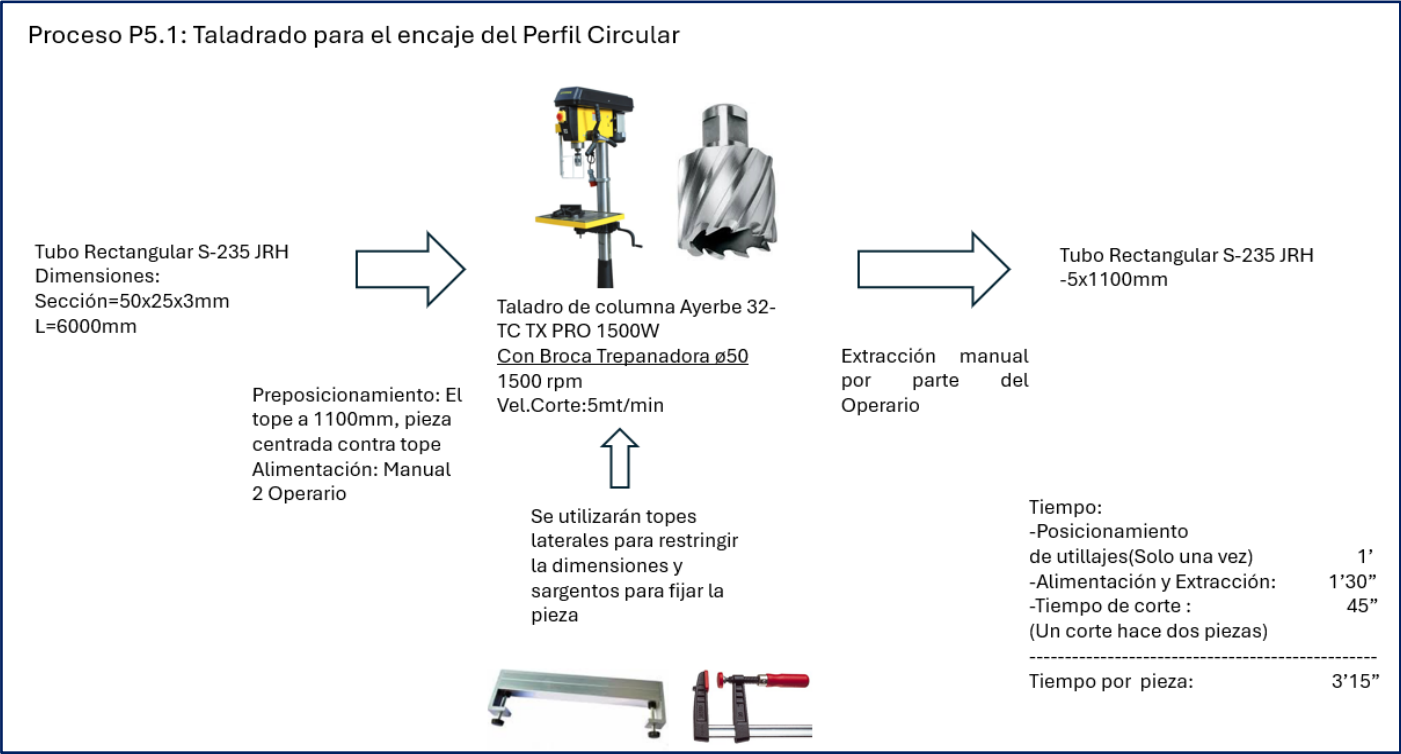 Proceso P5.1: Taladrado para el encaje del Perfil Circular
Tubo Rectangular S-235 JRH
Dimensiones:
Sección=50x25x3mm
L=6000mm
Preposicionamiento: El
tope a 1100mm, pieza
centrada contra tope
Alimentación: Manual
2 Operario
Taladro de columna Ayerbe 32-
TC TX PRO 1500W
Con Broca Trepanadora ø50
1500 rpm
Vel.Corte:5mt/min
Se utilizarán topes
laterales para restringir
la dimensiones y
sargentos para fijar la
pieza
Extracción manual
por parte del
Operario
Tubo Rectangular S-235 JRH
-5x1100mm
Tiempo:
-Posicionamiento
de utillajes(Solo una vez) 1’
-Alimentación y Extracción: 1’30”
-Tiempo de corte : 45”
(Un corte hace dos piezas)
-------------------------------------------------
Tiempo por pieza: 3’15”